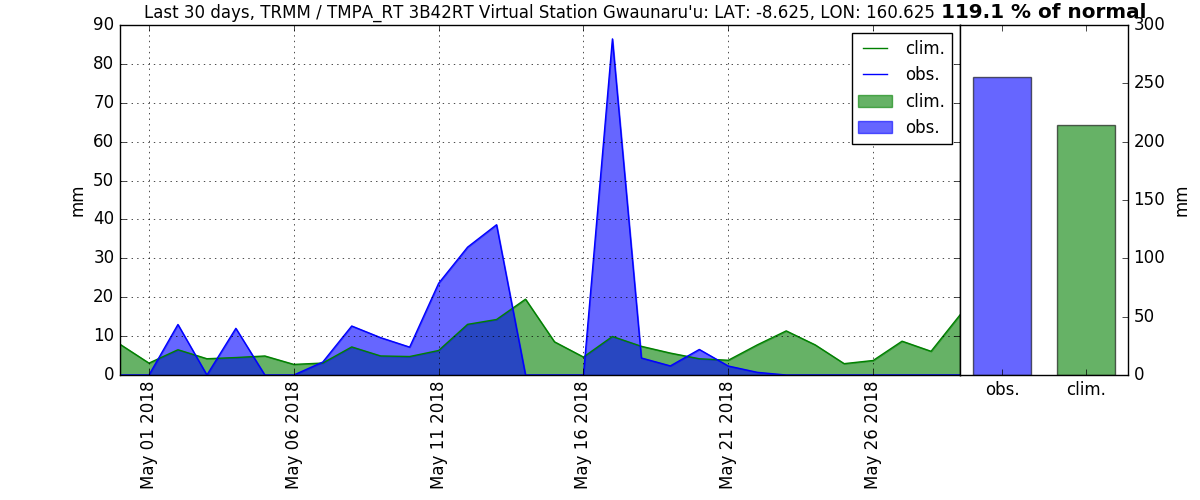 Last 30 days, TRMM / TMPA_RT 3B42RT Virtual Station Gwaunaru'u: LAT: -8.625, LON: 160.625 119.1 % of normal
90
80
70
60
50
40
30
20
10
0
mm
clim.
obs.
clim.
obs.
300
250
200
150
100
50
0
mm
obs.
clim.
May 01 2018
May 06 2018
May 11 2018
May 16 2018
May 21 2018
May 26 2018